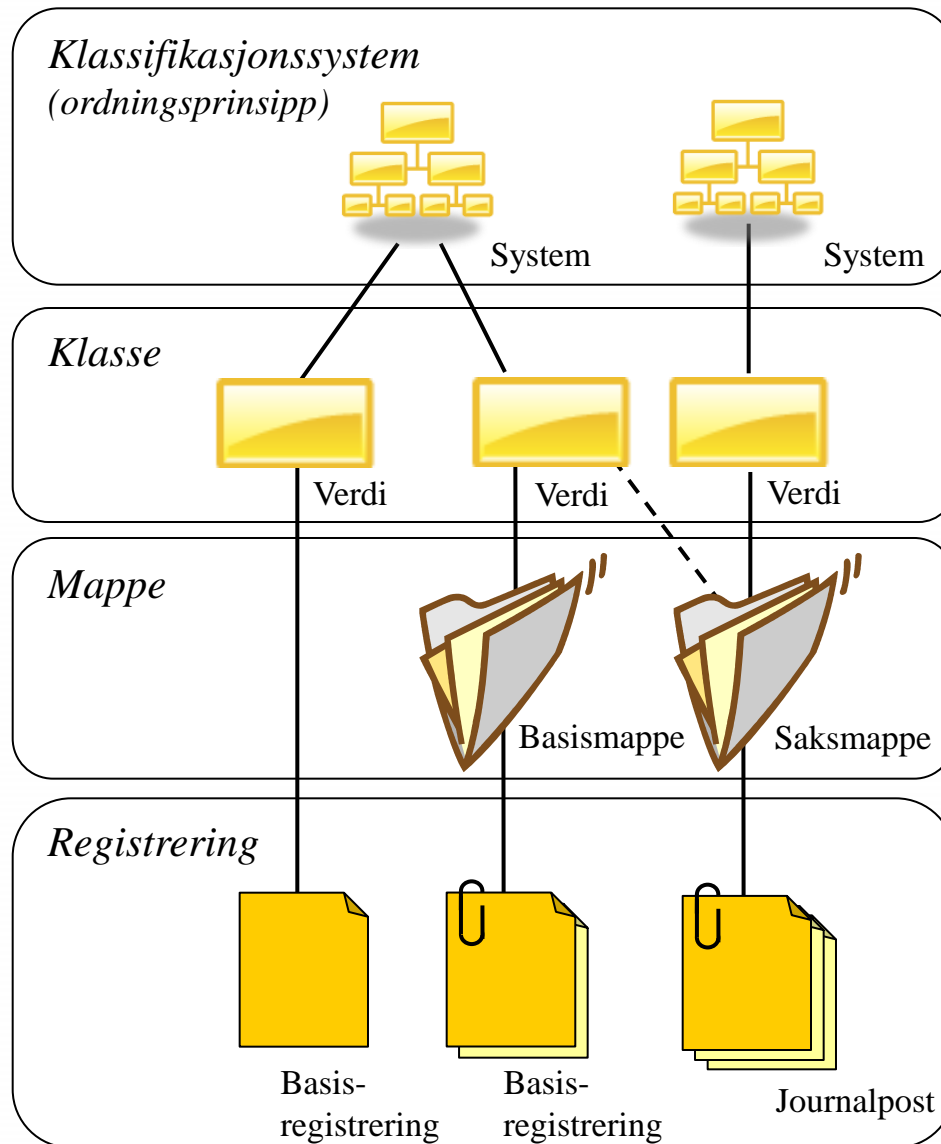 Klassifikasjonssystem
(ordningsprinsipp)
System
System
Klasse
Verdi
Verdi
Verdi
Mappe
Basismappe
Saksmappe
Registrering
Basis-
registrering
Basis-
registrering
Journalpost